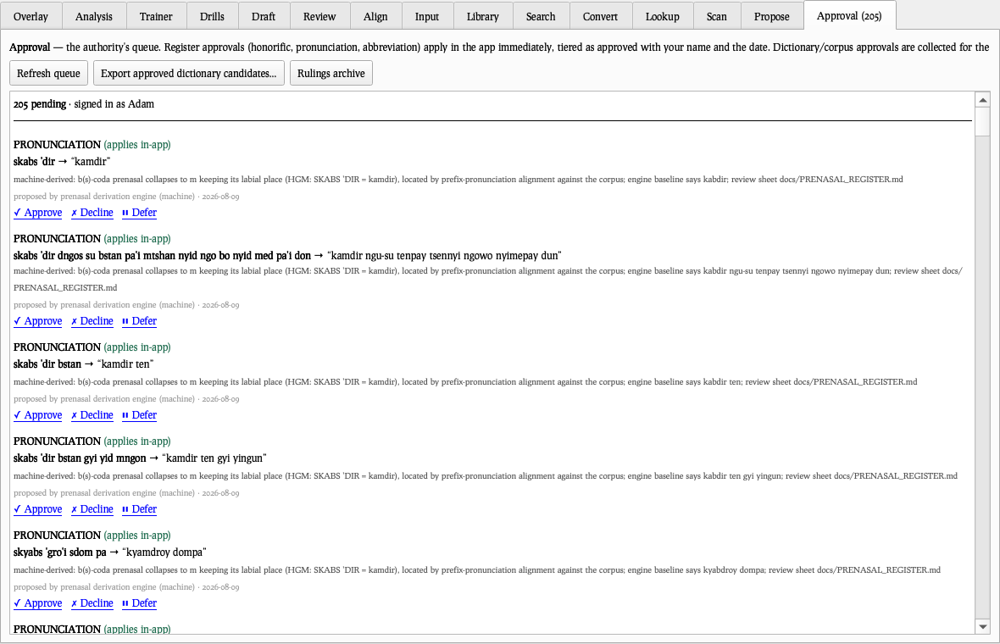 Overlay Analysis Trainer Drills Draft Review Align Input Library Search Convert Lookup Scan Propose Approval (205)
Approval — the authority's queue. Register approvals (honorific, pronunciation, abbreviation) apply in the app immediately, tiered as approved with your name and the date. Dictionary/corpus approvals are collected for the
Refresh queue Export approved dictionary candidates... Rulings archive
205 pending · signed in as Adam
PRONUNCIATION (applies in-app)
skabs 'dir → “kamdir”
machine-derived: b(s)-coda prenasal collapses to m keeping its labial place (HGM: SKABS 'DIR = kamdir), located by prefix-pronunciation alignment against the corpus; engine baseline says kabdir; review sheet docs/PRENASAL_REGISTER.md
proposed by prenasal derivation engine (machine) · 2026-08-09
✓ Approve ✗ Decline ⏸ Defer
PRONUNCIATION (applies in-app)
skabs 'dir dngos su bstan pa'i mtshan nyid ngo bo nyid med pa'i don → “kamdir ngu-su tenpay tsennyi ngowo nyimepay dun”
machine-derived: b(s)-coda prenasal collapses to m keeping its labial place (HGM: SKABS 'DIR = kamdir), located by prefix-pronunciation alignment against the corpus; engine baseline says kabdir ngu-su tenpay tsennyi ngowo nyimepay dun; review sheet docs/
PRENASAL_REGISTER.md
proposed by prenasal derivation engine (machine) · 2026-08-09
✓ Approve ✗ Decline ⏸ Defer
PRONUNCIATION (applies in-app)
skabs 'dir bstan → “kamdir ten”
machine-derived: b(s)-coda prenasal collapses to m keeping its labial place (HGM: SKABS 'DIR = kamdir), located by prefix-pronunciation alignment against the corpus; engine baseline says kabdir ten; review sheet docs/PRENASAL_REGISTER.md
proposed by prenasal derivation engine (machine) · 2026-08-09
✓ Approve ✗ Decline ⏸ Defer
PRONUNCIATION (applies in-app)
skabs 'dir bstan gyi yid mngon → “kamdir ten gyi yingun”
machine-derived: b(s)-coda prenasal collapses to m keeping its labial place (HGM: SKABS 'DIR = kamdir), located by prefix-pronunciation alignment against the corpus; engine baseline says kabdir ten gyi yingun; review sheet docs/PRENASAL_REGISTER.md
proposed by prenasal derivation engine (machine) · 2026-08-09
✓ Approve ✗ Decline ⏸ Defer
PRONUNCIATION (applies in-app)
skyabs 'gro'i sdom pa → “kyamdroy dompa”
machine-derived: b(s)-coda prenasal collapses to m keeping its labial place (HGM: SKABS 'DIR = kamdir), located by prefix-pronunciation alignment against the corpus; engine baseline says kyabdroy dompa; review sheet docs/PRENASAL_REGISTER.md
proposed by prenasal derivation engine (machine) · 2026-08-09
✓ Approve ✗ Decline ⏸ Defer
PRONUNCIATION (applies in-app)